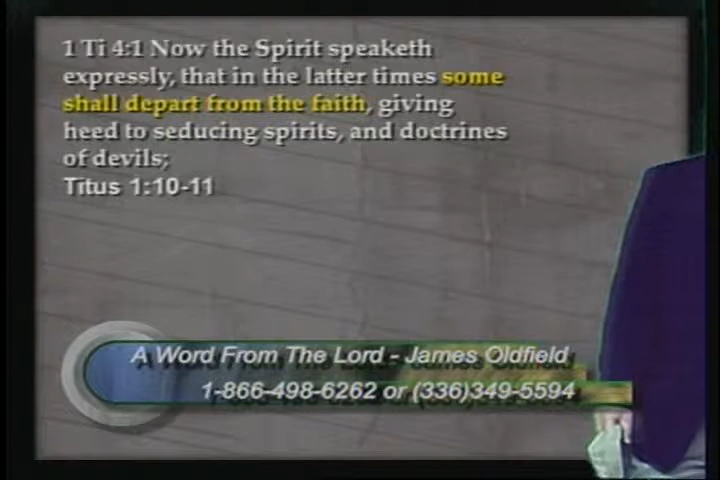 1 Ti 4:1 Now the Spirit speaketh
expressly, that in the latter times some
shall depart from the faith, giving
heed to seducing spirits, and doctrines
of devils;
Titus 1:10-11
A Word From The Lord - James Oldfield
1-866-498-6262 or (336)349-5594